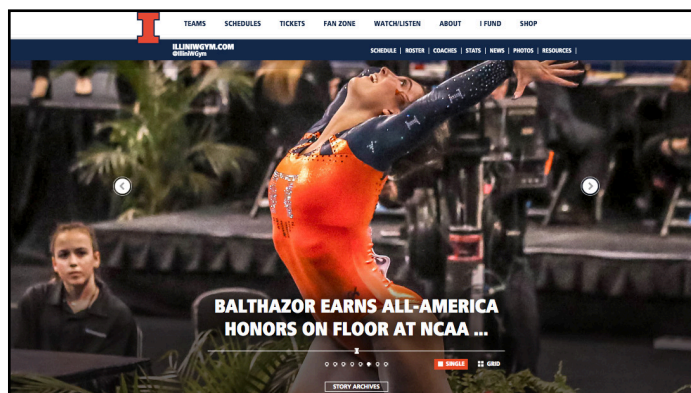 TEAMS SCHEDULES TICKETS FAN ZONE WATCH/LISTEN ABOUT I FUND SHOP
ILLINIWGYM.COM
@IlliniWGym
SCHEDULE | ROSTER | COACHES | STATS | NEWS | PHOTOS | RESOURCES |
BALTHAZOR EARNS ALL-AMERICA
HONORS ON FLOOR AT NCAA ...
SINGLE GRID
STORY ARCHIVES